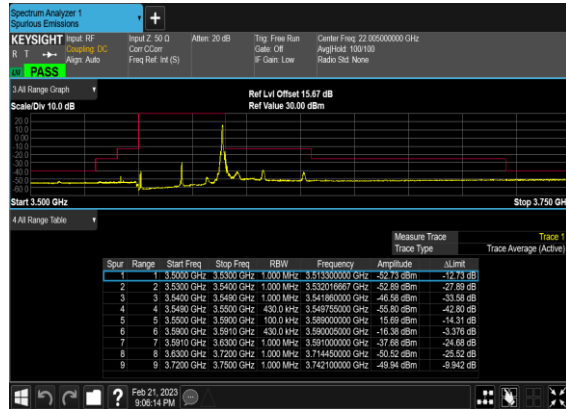 Spectrum Analyzer 1
Spurious Emissions
KEYSIGHT Input: RF Input Z: 50 Ω Atten: 20 dB Trig: Free Run Center Freq: 22.005000000 GHz
R T Coupling: DC Corr CCorr Gate: Off Avg|Hold: 100/100
Align: Auto Freq Ref: Int (S) IF Gain: Low Radio Std: None
PASS
3 All Range Graph
Ref Lvl Offset 15.67 dB
Scale/Div 10.0 dB Ref Value 30.00 dBm
20.0
10.0
0.00
-10.0
-20.0
-30.0
-40.0
-50.0
-60.0
Start 3.500 GHz Stop 3.750 GH
4 All Range Table
Measure Trace Trace 1
Trace Type Trace Average (Active)
Spur Range Start Freq Stop Freq RBW Frequency Amplitude ΔLimit
1 1 3.5000 GHz 3.5300 GHz 1.000 MHz 3.513300000 GHz -52.73 dBm -12.73 dB
2 2 3.5300 GHz 3.5400 GHz 1.000 MHz 3.532016667 GHz -52.89 dBm -27.89 dB
3 3 3.5400 GHz 3.5490 GHz 1.000 MHz 3.541860000 GHz -46.58 dBm -33.58 dB
4 4 3.5490 GHz 3.5500 GHz 430.0 kHz 3.549755000 GHz -55.80 dBm -42.80 dB
5 5 3.5500 GHz 3.5900 GHz 100.0 kHz 3.589000000 GHz 15.69 dBm -14.31 dB
6 6 3.5900 GHz 3.5910 GHz 430.0 kHz 3.590005000 GHz -16.38 dBm -3.376 dB
7 7 3.5910 GHz 3.6300 GHz 1.000 MHz 3.591000000 GHz -37.68 dBm -24.68 dB
8 8 3.6300 GHz 3.7200 GHz 1.000 MHz 3.714450000 GHz -50.52 dBm -25.52 dB
9 9 3.7200 GHz 3.7500 GHz 1.000 MHz 3.742100000 GHz -49.94 dBm -9.942 dB
Feb 21, 2023
9:06:14 PM